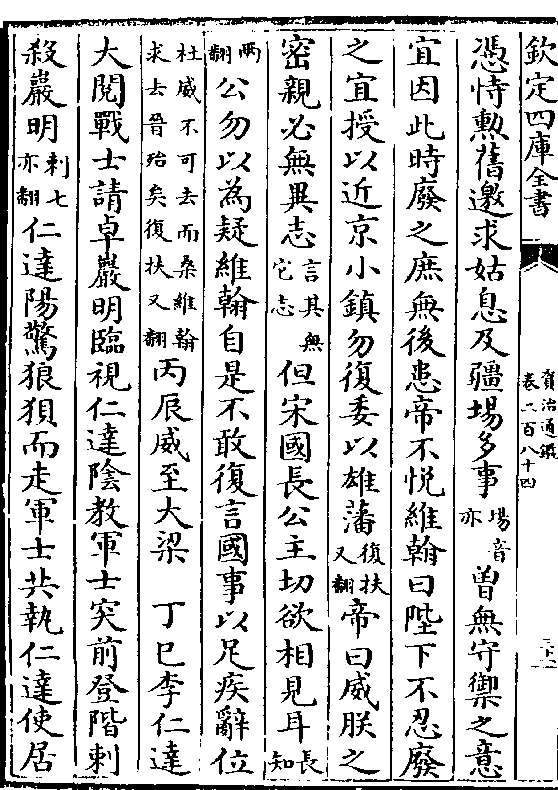 欽定四庫全書
資治通鑑
卷二百八十四
憑恃勲舊邀求姑息及疆埸多事埸音亦曽無守禦之意
宜因此時廢之庶無後患帝不悦維翰曰陛下不忍廢
之宜授以近京小鎮勿復委以雄藩復扶又翻帝曰威朕之
密親必無異志言其無它志但宋國長公主切欲相見耳長知
兩翻公勿以為疑維翰自是不敢復言國事以足疾辭位
杜威不可去而桑維翰求去晉殆矣復扶又翻丙辰威至大梁　丁巳李仁達
大閲戰士請卓巖明臨視仁達隂教軍士突前登階刺
殺巖明刺七亦翻仁達陽驚狼狽而走軍士共執仁達使居